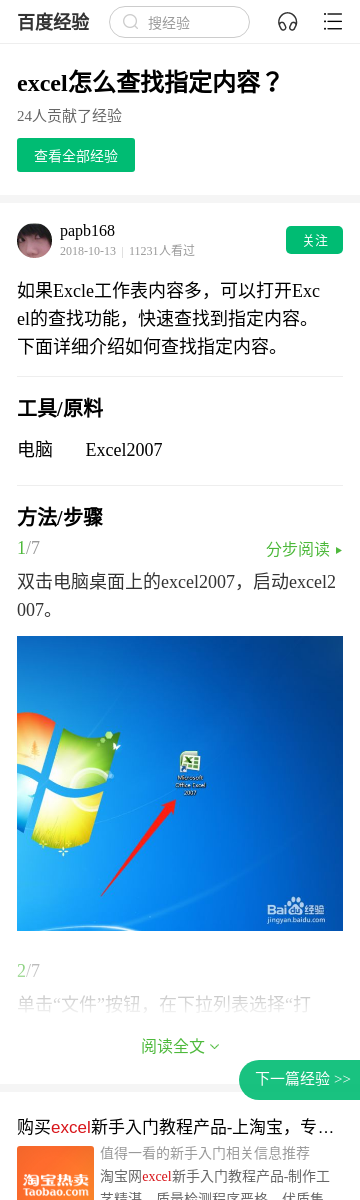 百度经验
搜经验
excel怎么查找指定内容？
24人贡献了经验
查看全部经验
papb168
关注
2018-10-13 | 11231人看过
如果Excle工作表内容多，可以打开Exc
el的查找功能，快速查找到指定内容。
下面详细介绍如何查找指定内容。
工具/原料
电脑 Excel2007
方法/步骤
1/7
分步阅读
双击电脑桌面上的excel2007，启动excel2
007。
Microsoft
Office Excel
2007
Baidu 经验
jingyan.baidu.com
2/7
单击“文件”按钮，在下拉列表选择“打
阅读全文
下一篇经验 >>
购买excel新手入门教程产品-上淘宝，专…
值得一看的新手入门相关信息推荐
淘宝热卖
Taobao.com
淘宝网excel新手入门教程产品-制作工
艺精湛，质量检测程序严格，优质售